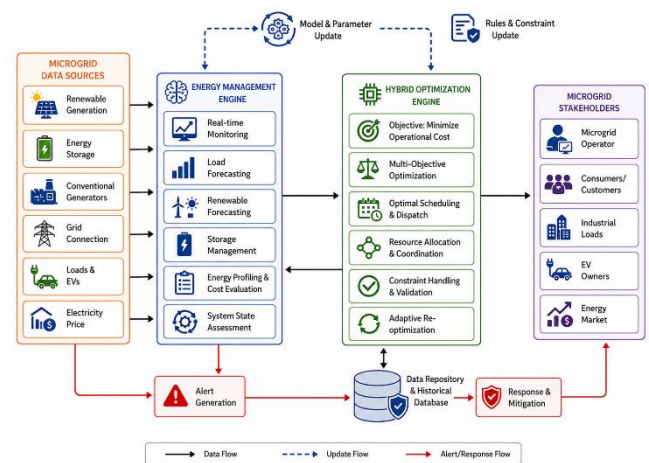 Model & Parameter
Update
Rules & Constraint
Update
MICROGRID
DATA SOURCES
Renewable
Generation
Energy
Storage
Conventional
Generators
Grid
Connection
Loads &
EVs
Electricity
Price
ENERGY MANAGEMENT
ENGINE
Real-time
Monitoring
Load
Forecasting
Renewable
Forecasting
Storage
Management
Energy Profiling &
Cost Evaluation
System State
Assessment
HYBRID OPTIMIZATION
ENGINE
Objective: Minimize
Operational Cost
Multi-Objective
Optimization
Optimal Scheduling
& Dispatch
Resource Allocation
& Coordination
Constraint Handling
& Validation
Adaptive Re-
optimization
MICROGRID
STAKEHOLDERS
Microgrid
Operator
Consumers/
Customers
Industrial
Loads
EV
Owners
Energy
Market
Alert
Generation
Data Repository
& Historical
Database
Response &
Mitigation
Data Flow
Update Flow
Alert/Response Flow